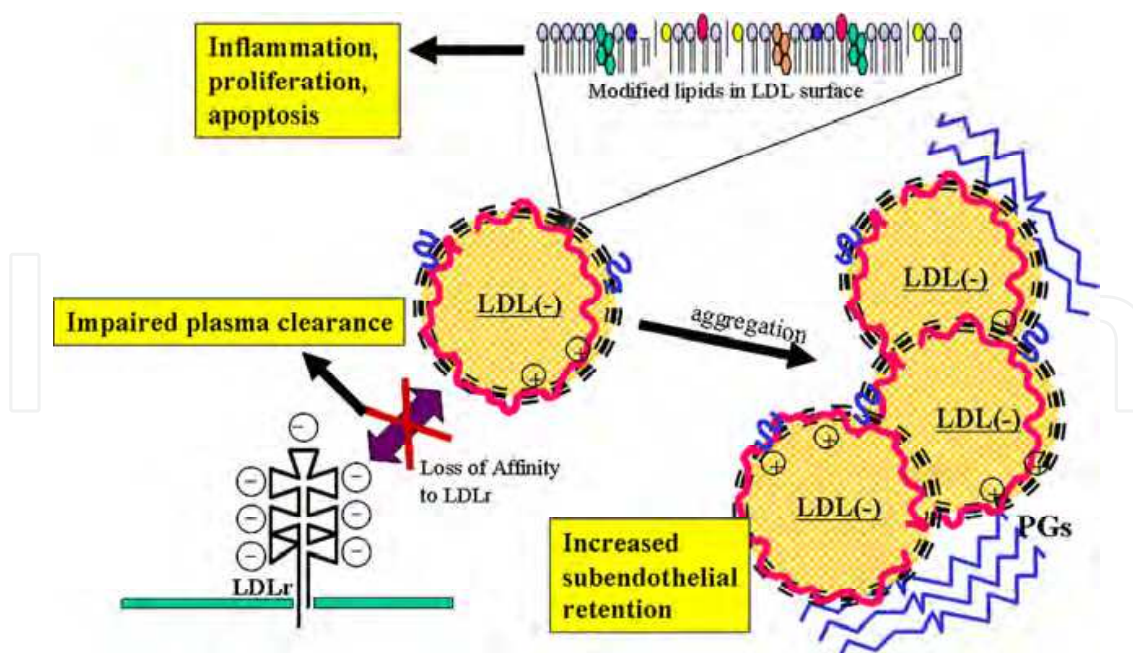 Inflammation,
proliferation,
apoptosis
Modified lipids in LDL surface
LDL(-)
LDL(-)
Impaired plasma clearance
aggregation
+
+
+
LDL(-)
−
Loss of Affinity
to LDLr
+
+
+
+
− −
− −
− −
LDLr
LDL(-)
PGs
Increased
subendothelial
retention